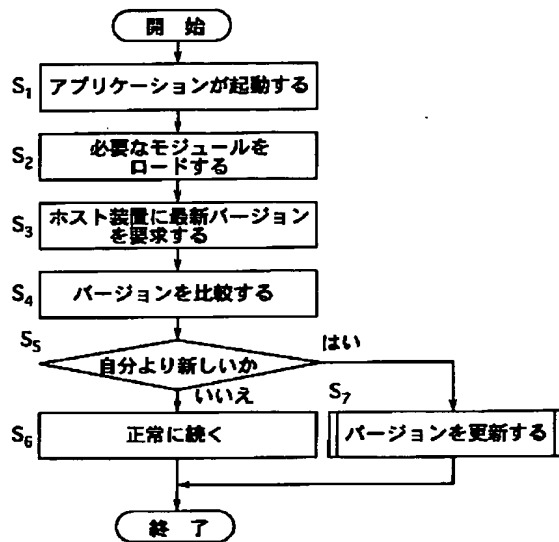 開 始
S1 アプリケーションが起動する
S2 必要なモジュールを
ロードする
S3 ホスト装置に最新バージョン
を要求する
S4 バージョンを比較する
S5
はい
自分より新しいか
いいえ
S7
S6 正常に続く
バージョンを更新する
終 了